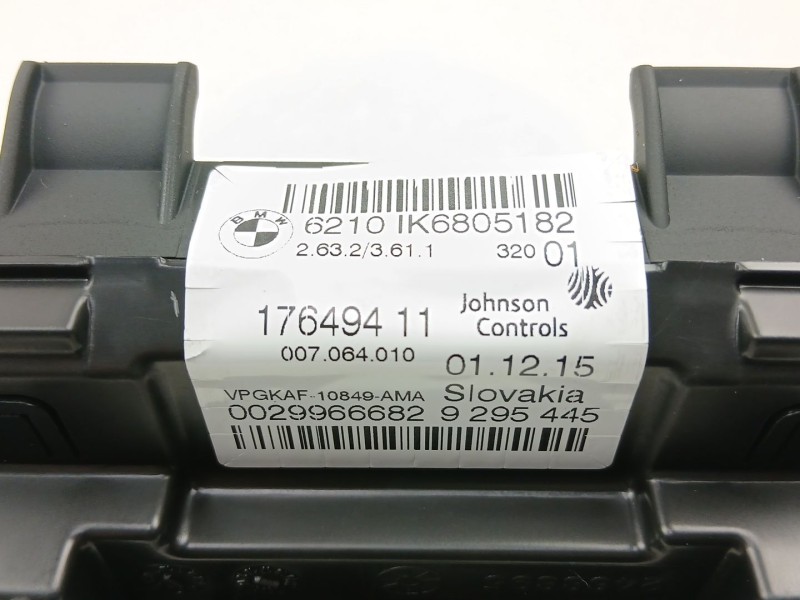 BMW
6210 IK6805182
2.63.2/3.61.1 320 01
176494 11
Johnson
Controls
007.064.010
01.12.15
VPGKAF-10849-AMA Slovakia
0029966682 9 295 445